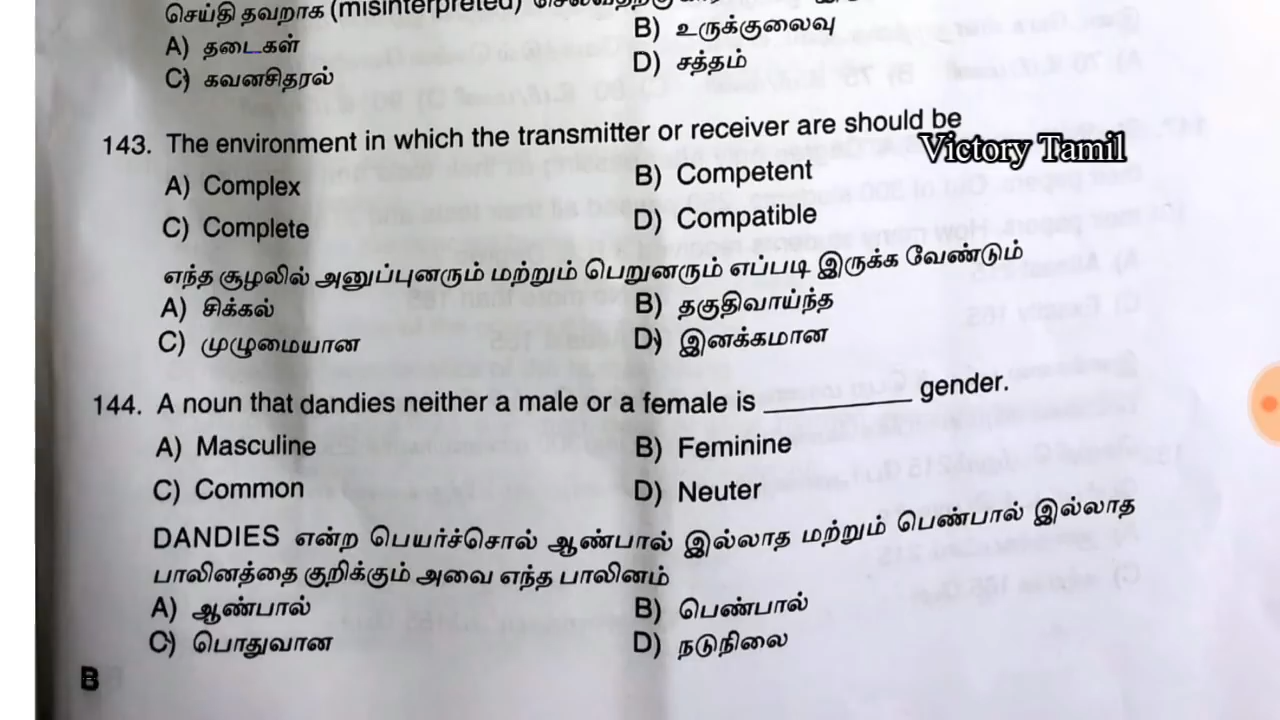 செய்தி தவறாக (misinterpreted)
A) தடைகள்
B) உருக்குலைவு
C) கவனசிதரல்
D) சத்தம்
143. The environment in which the transmitter or receiver are should be
Victory Tamil
A) Complex
B) Competent
C) Complete
D) Compatible
எந்த சூழலில் அனுப்புனரும் மற்றும் பெறுனரும் எப்படி இருக்க வேண்டும்
A) சிக்கல்
B) தகுதிவாய்ந்த
C) முழுமையான
D) இனக்கமான
144. A noun that dandies neither a male or a female is __________ gender.
A) Masculine
B) Feminine
C) Common
D) Neuter
DANDIES என்ற பெயர்ச்சொல் ஆண்பால் இல்லாத மற்றும் பெண்பால் இல்லாத
பாலினத்தை குறிக்கும் அவை எந்த பாலினம்
A) ஆண்பால்
B) பெண்பால்
C) பொதுவான
D) நடுநிலை
B